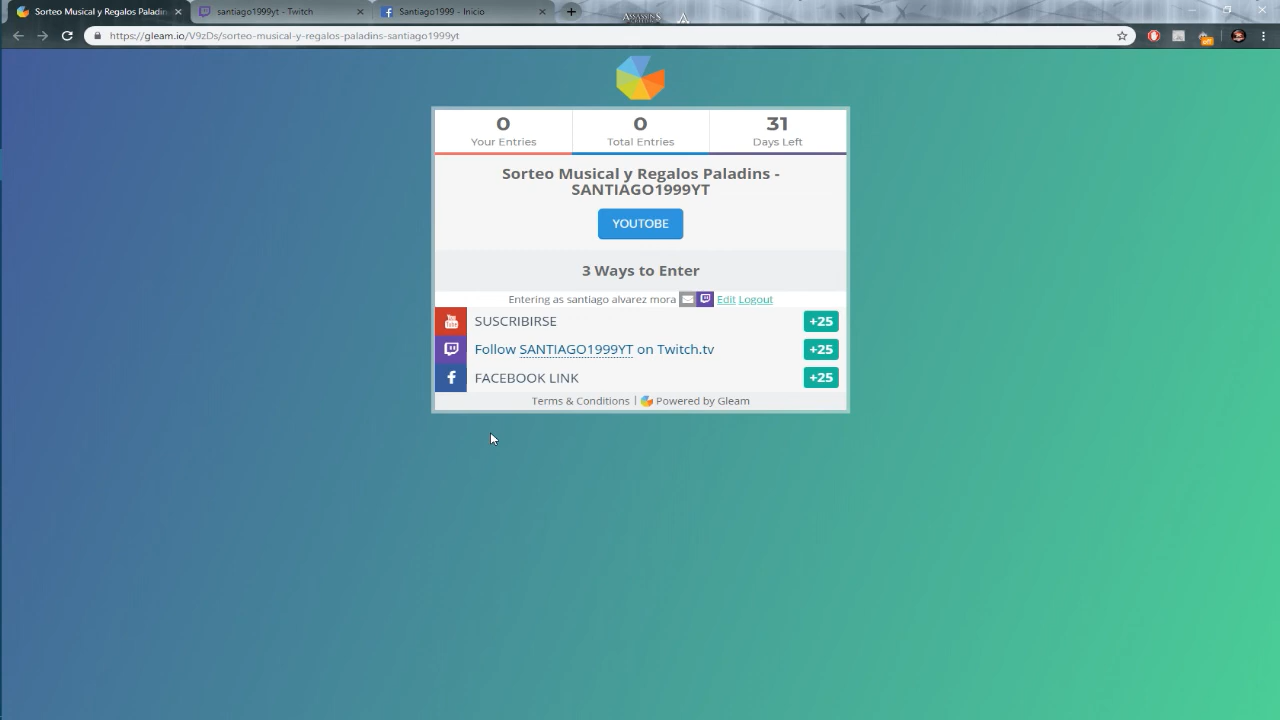 Sorteo Musical y Regalos Paladins
santiago1999yt - Twitch
Santiago1999 - Inicio
https://gleam.io/V9zDs/sorteo-musical-y-regalos-paladins-santiago1999yt
off
0
Your Entries
0
Total Entries
31
Days Left
Sorteo Musical y Regalos Paladins -
SANTIAGO1999YT
YOUTOBE
3 Ways to Enter
Entering as santiago alvarez mora Edit Logout
SUSCRIBIRSE +25
Follow SANTIAGO1999YT on Twitch.tv +25
FACEBOOK LINK +25
Terms & Conditions | Powered by Gleam